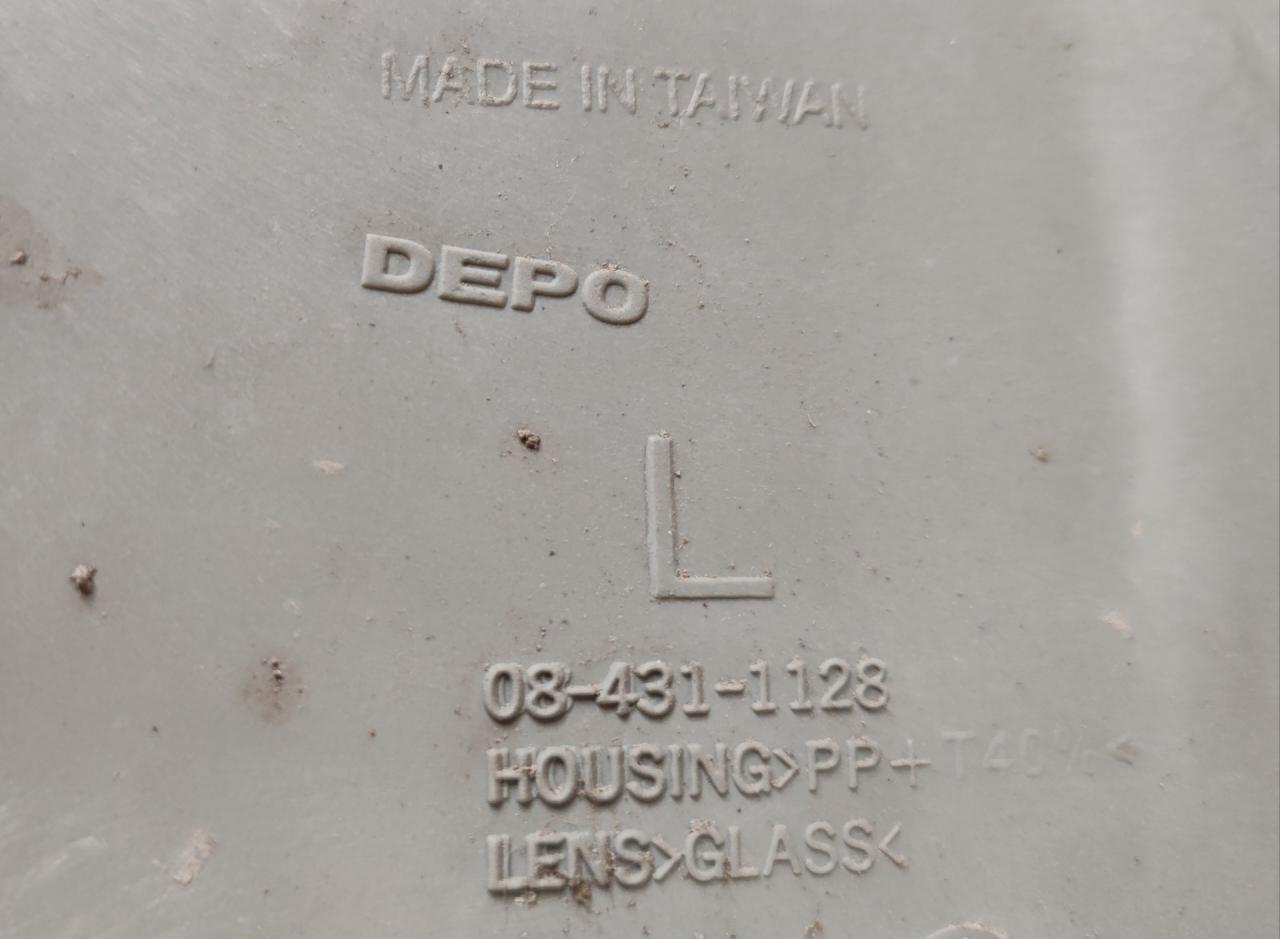 MADE IN TAIWAN
DEPO
L
08-431-1128
HOUSING>PP+T40%<
LENS>GLASS<